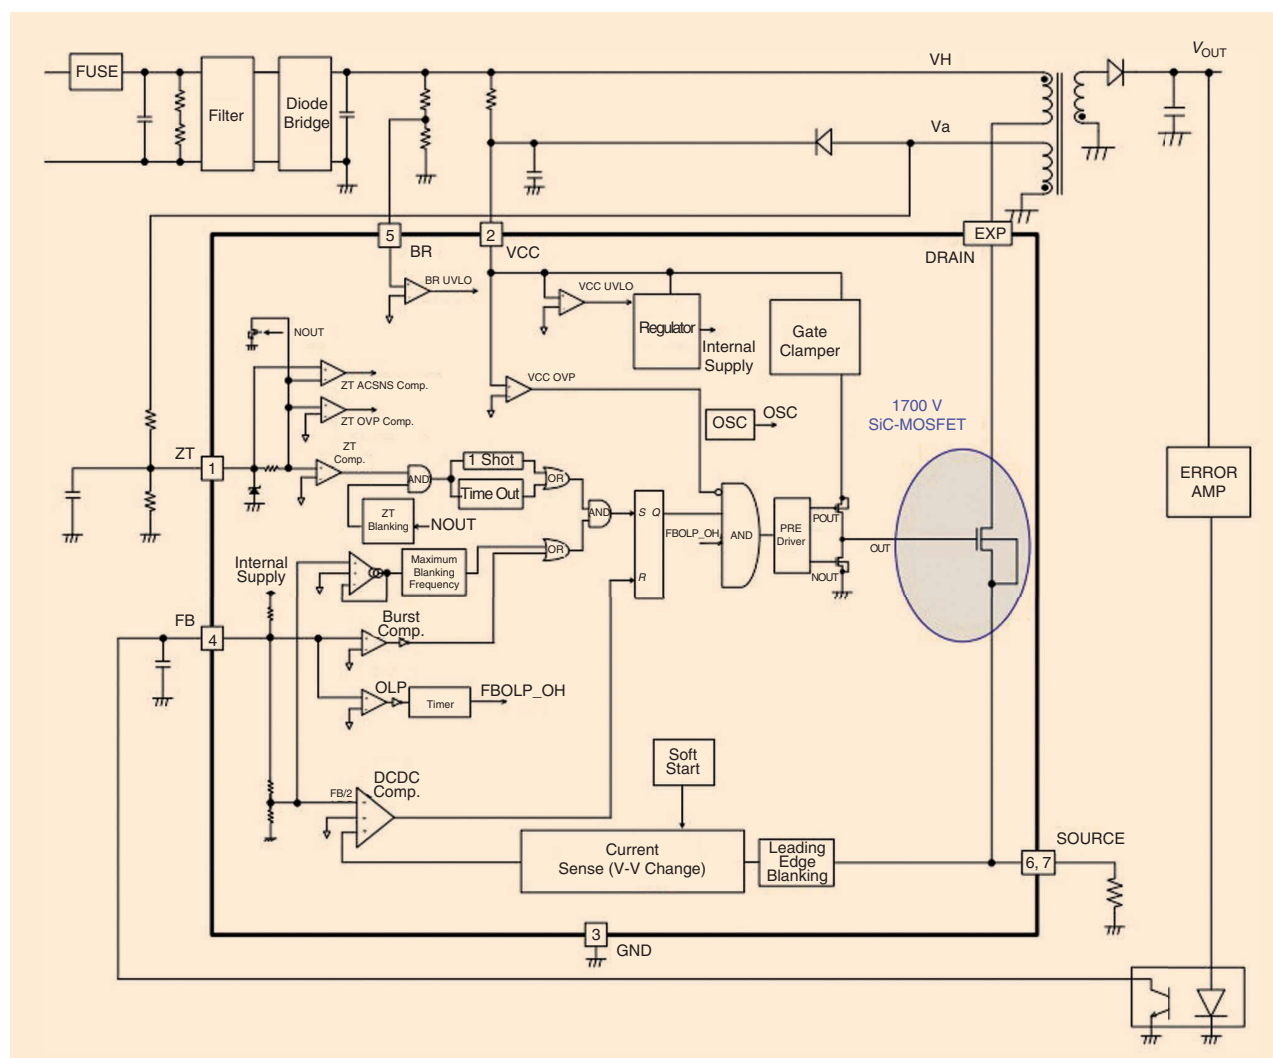 VOUT
VH
FUSE
Filter
Diode
Bridge
Va
5
BR
2
VCC
EXP
DRAIN
BR UVLO
VCC UVLO
Regulator
Internal
Supply
Gate
Clamper
NOUT
ZT ACSNS Comp.
VCC OVP
ZT OVP Comp.
OSC
OSC
1700 V
SiC-MOSFET
ZT
1
ZT
Comp.
AND
1 Shot
Time Out
OR
ZT
Blanking
NOUT
AND
S Q
R
FBOLP_OH
AND
PRE
Driver
POUT
NOUT
OUT
ERROR
AMP
Internal
Supply
Maximum
Blanking
Frequency
OR
FB
4
Burst
Comp.
OLP
Timer
FBOLP_OH
Soft
Start
DCDC
Comp.
FB/2
Current
Sense (V-V Change)
Leading
Edge
Blanking
SOURCE
6, 7
3
GND